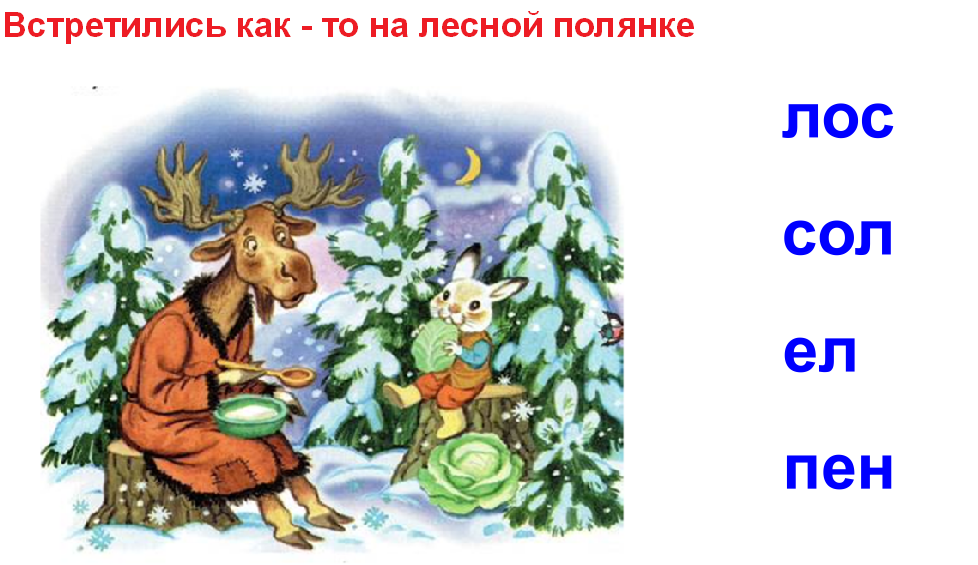 Встретились как - то на лесной полянке
лос
сол
ел
пен